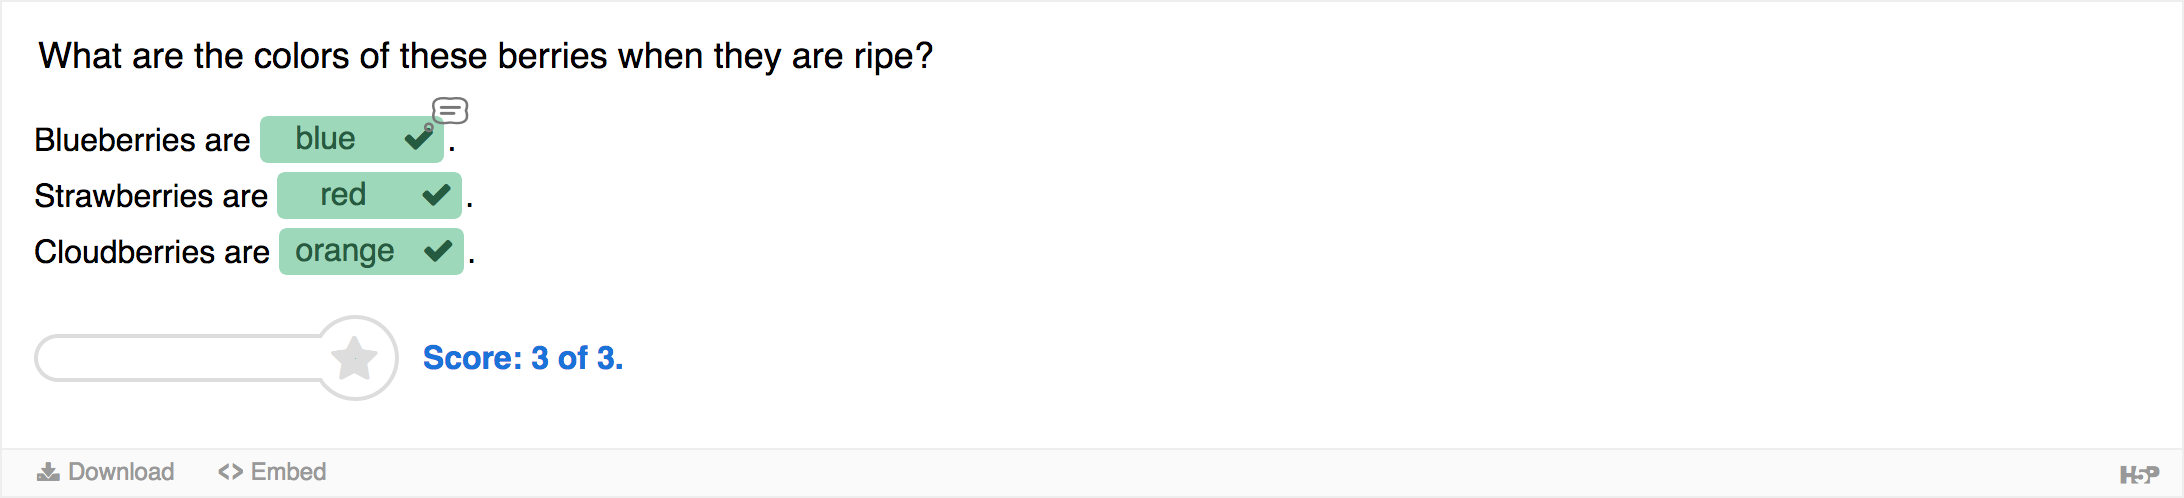 What are the colors of these berries when they are ripe?
Blueberries are blue .
Strawberries are red .
Cloudberries are orange .
Score: 3 of 3.
Download <> Embed H5P